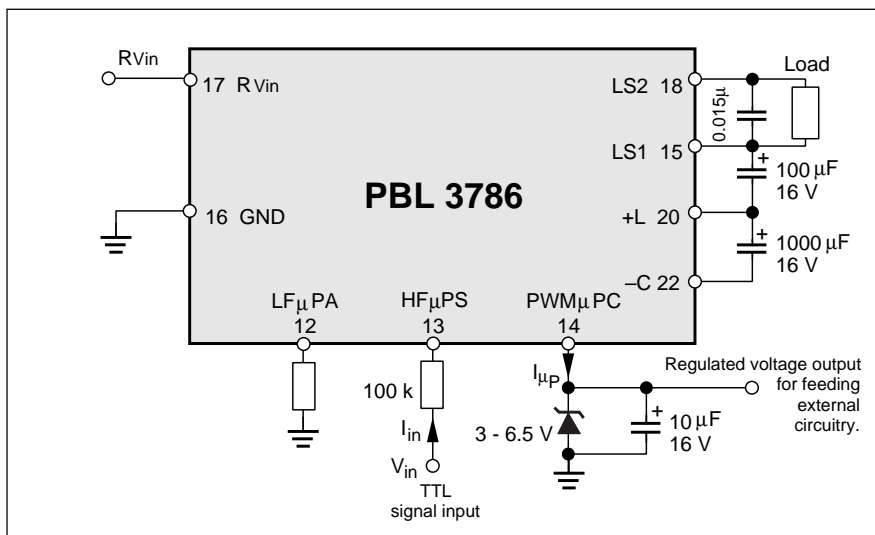 RVin
17 RVin
LS2 18
Load
0.015µ
LS1 15
+
100 µF
16 V
PBL 3786
16 GND
+L 20
+
1000 µF
16 V
–C 22
LFµPA
12
HFµPS
13
PWMµPC
14
100 k
IµP
Regulated voltage output
for feeding
external
circuitry.
+
10 µF
16 V
3 - 6.5 V
Iin
Vin
TTL
signal input